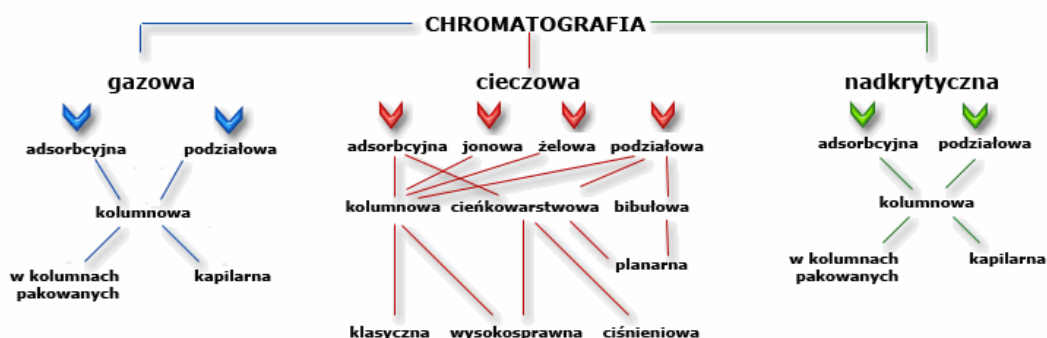 CHROMATOGRAFIA
gazowa
cieczowa
nadkrytyczna
adsorbcyjna
podziałowa
adsorbcyjna
jonowa
żelowa
podziałowa
adsorbcyjna
podziałowa
kolumnowa
kolumnowa
cieńkowarstwowa
bibułowa
kolumnowa
w kolumnach
pakowanych
kapilarna
planarna
w kolumnach
pakowanych
kapilarna
klasyczna
wysokosprawna
ciśnieniowa